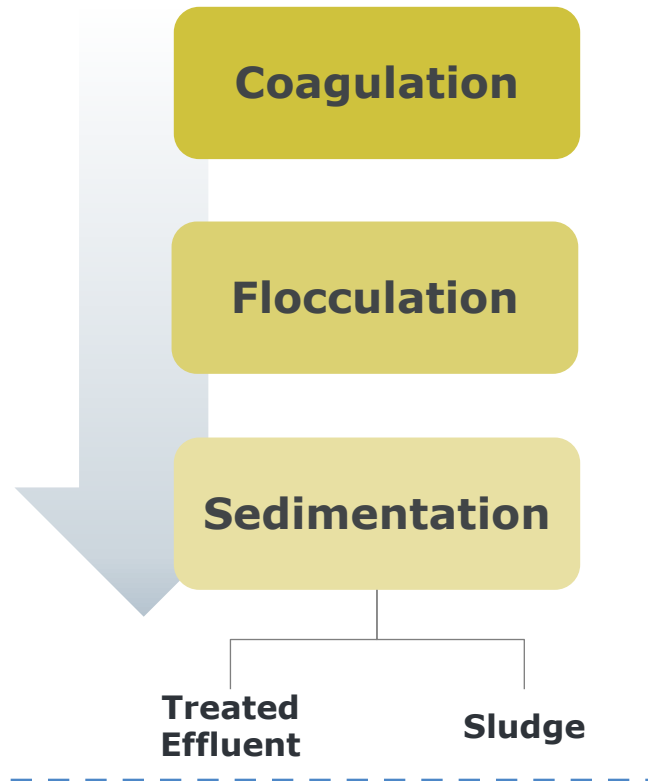 Coagulation
Flocculation
Sedimentation
Treated
Effluent
Sludge